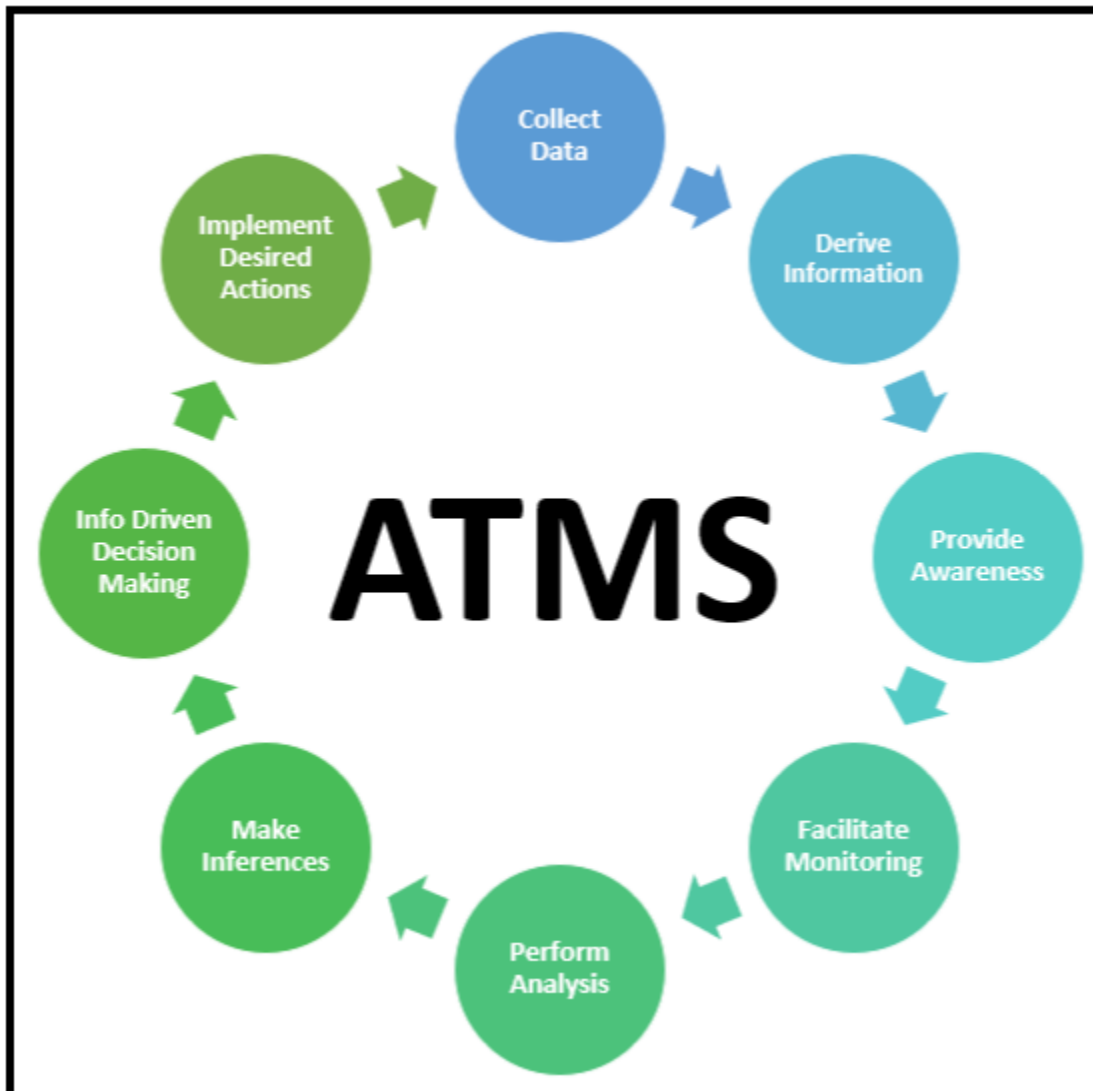 Collect
Data
Derive
Information
Provide
Awareness
Facilitate
Monitoring
Perform
Analysis
Make
Inferences
Info Driven
Decision
Making
Implement
Desired
Actions
ATMS